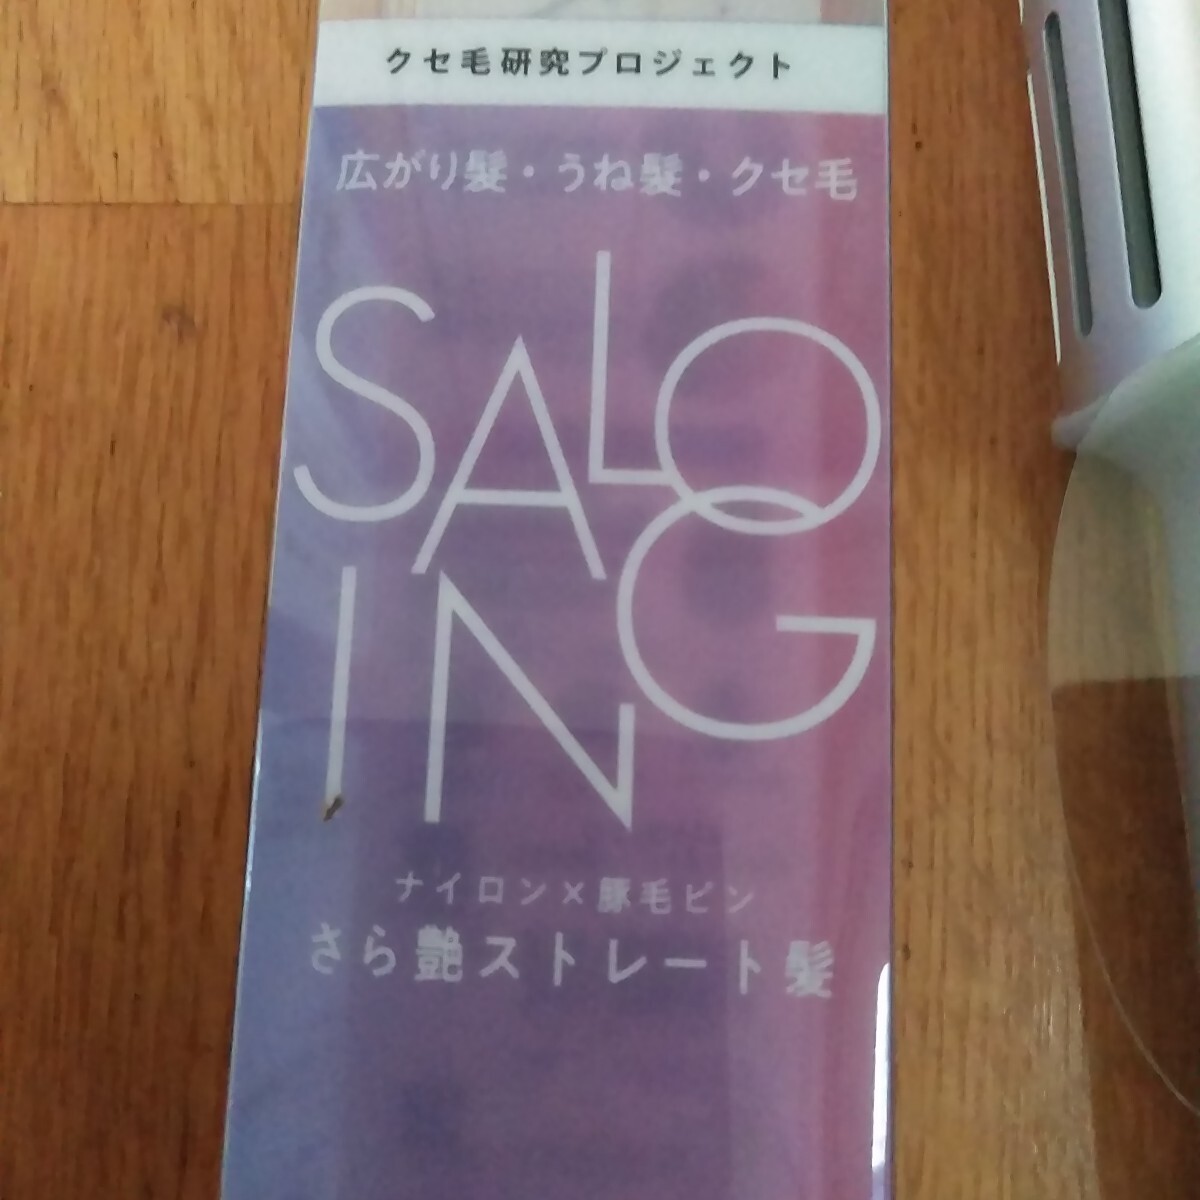 クセ毛研究プロジェクト
広がり髪・うね髪・クセ毛
SALO
ING
ナイロン×豚毛ピン
さら艶ストレート髪